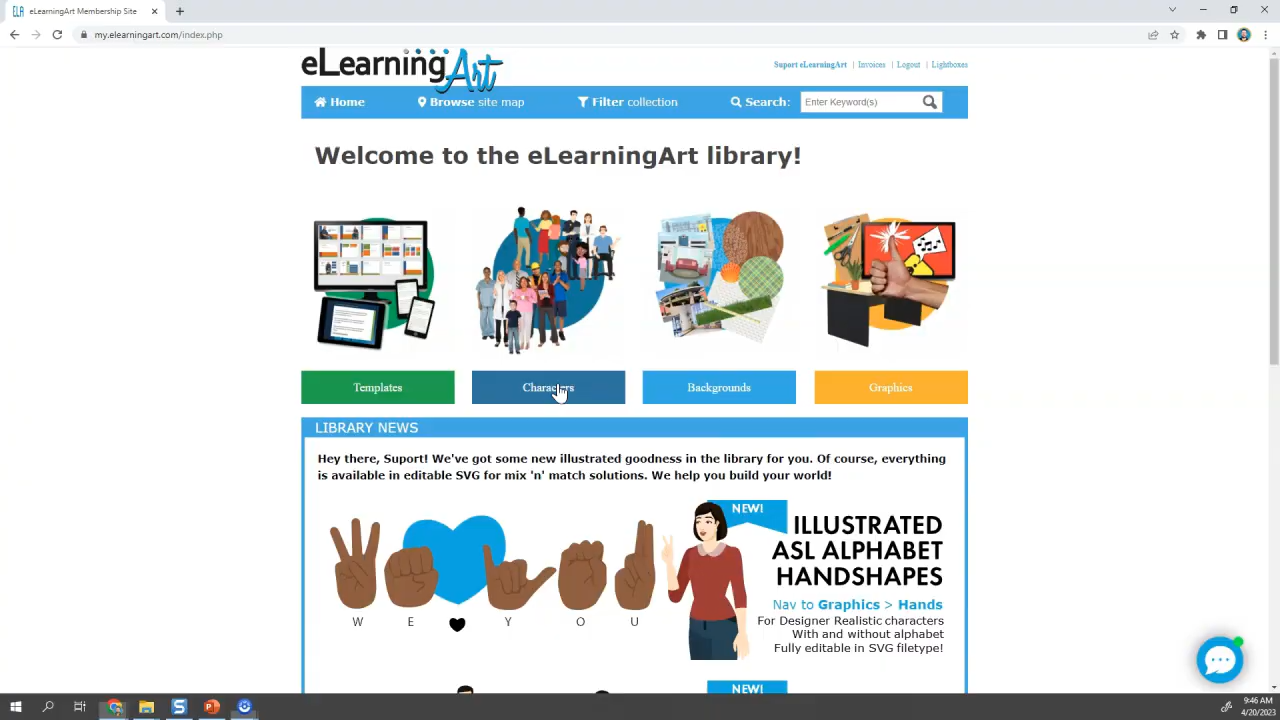 eLearningArt Membership Site
my.elearningart.com/index.php
eLearningArt
Suport eLearningArt | Invoices | Logout | Lightboxes
Home
Browse site map
Filter collection
Search:
Enter Keyword(s)
Welcome to the eLearningArt library!
Templates
Characters
Backgrounds
Graphics
LIBRARY NEWS
Hey there, Suport! We've got some new illustrated goodness in the library for you. Of course, everything
is available in editable SVG for mix 'n' match solutions. We help you build your world!
NEW!
ILLUSTRATED
ASL ALPHABET
HANDSHAPES
W E Y O U
Nav to Graphics > Hands
For Designer Realistic characters
With and without alphabet
Fully editable in SVG filetype!
NEW!
9:46 AM
4/20/2023